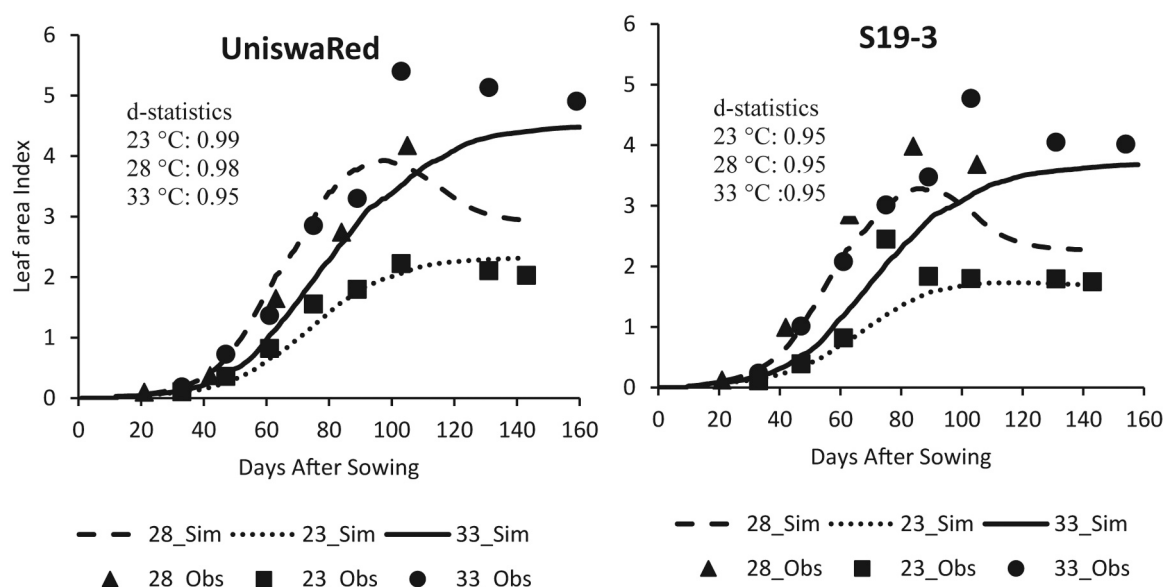 UniswaRed
d-statistics
23 °C: 0.99
28 °C: 0.98
33 °C: 0.95
Leaf area Index
6
5
4
3
2
1
0
0 20 40 60 80 100 120 140 160
Days After Sowing
28_Sim 23_Sim 33_Sim
28_Obs 23_Obs 33_Obs
S19-3
d-statistics
23 °C: 0.95
28 °C: 0.95
33 °C :0.95
6
5
4
3
2
1
0
0 20 40 60 80 100 120 140 160
Days After Sowing
28_Sim 23_Sim 33_Sim
28_Obs 23_Obs 33_Obs